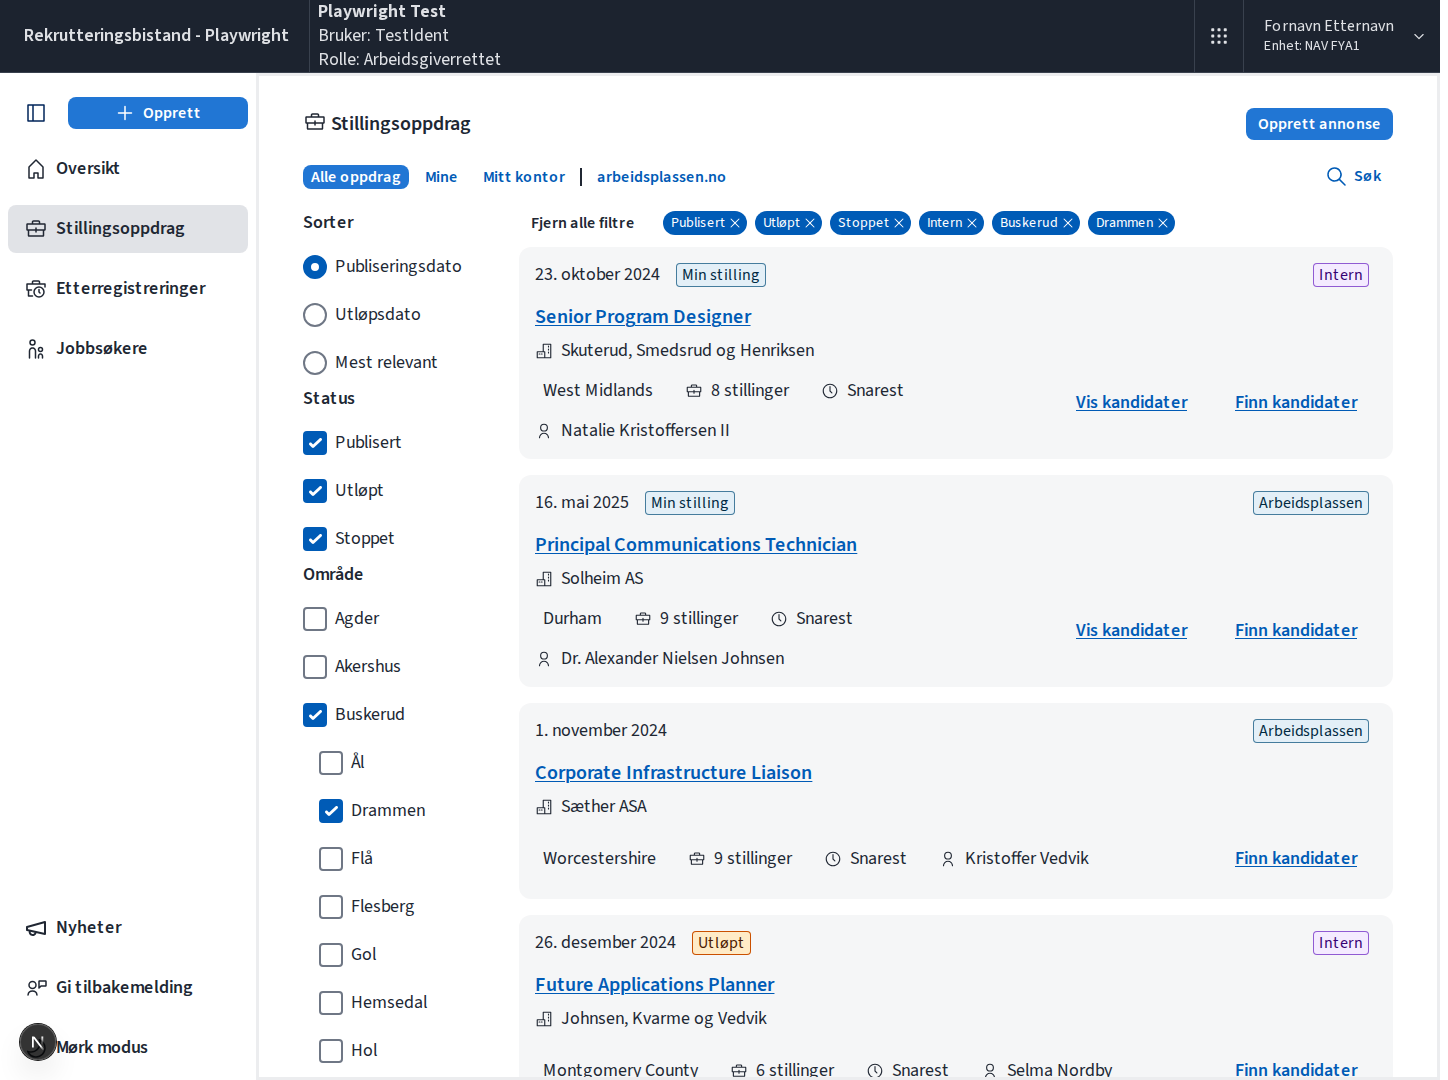 Rekrutteringsbistand - Playwright
Playwright Test
Bruker: TestIdent
Rolle: Arbeidsgiverrettet
Fornavn Etternavn
Enhet: NAV FYA1
Opprett
Oversikt
Stillingsoppdrag
Etterregistreringer
Jobbsøkere
Nyheter
Gi tilbakemelding
N
Mørk modus
Stillingsoppdrag
Opprett annonse
Alle oppdrag
Mine
Mitt kontor
arbeidsplassen.no
Søk
Sorter
Publiseringsdato
Utløpsdato
Mest relevant
Status
Publisert
Utløpt
Stoppet
Område
Agder
Akershus
Buskerud
Ål
Drammen
Flå
Flesberg
Gol
Hemsedal
Hol
Fjern alle filtre
Publisert
Utløpt
Stoppet
Intern
Buskerud
Drammen
23. oktober 2024 Min stilling
Intern
Senior Program Designer
Skuterud, Smedsrud og Henriksen
West Midlands 8 stillinger Snarest
Natalie Kristoffersen II
Vis kandidater
Finn kandidater
16. mai 2025 Min stilling
Arbeidsplassen
Principal Communications Technician
Solheim AS
Durham 9 stillinger Snarest
Dr. Alexander Nielsen Johnsen
Vis kandidater
Finn kandidater
1. november 2024
Arbeidsplassen
Corporate Infrastructure Liaison
Sæther ASA
Worcestershire 9 stillinger Snarest Kristoffer Vedvik
Finn kandidater
26. desember 2024 Utløpt
Intern
Future Applications Planner
Johnsen, Kvarme og Vedvik
Montgomery County 6 stillinger Snarest Selma Nordby
Finn kandidater